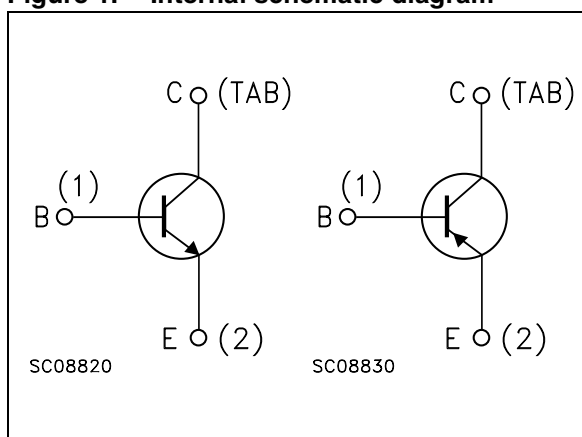 Figure 1. Internal schematic diagram
C (TAB) C (TAB)
(1) (1)
B B
E (2) E (2)
SC08820 SC08830